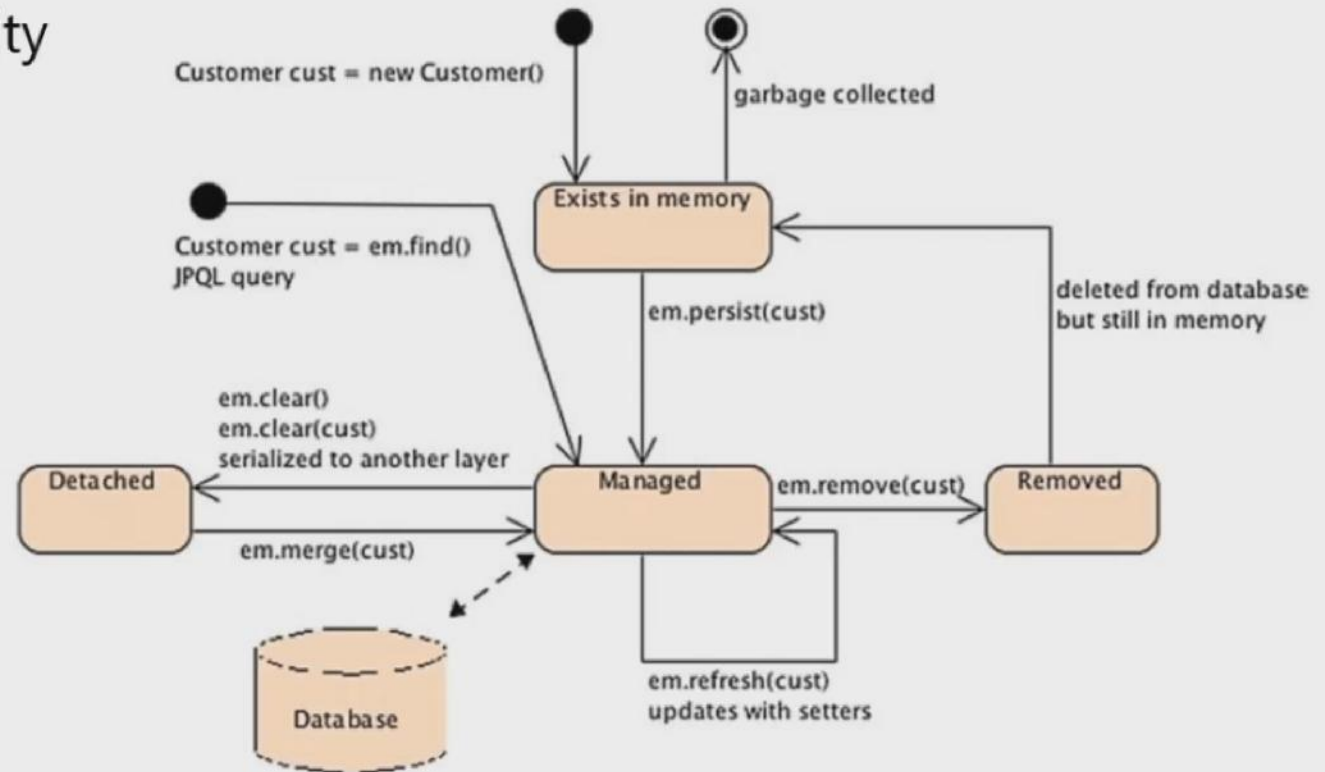 ty
Customer cust = new Customer()
garbage collected
Exists in memory
Customer cust = em.find()
JPQL query
em.persist(cust)
deleted from database
but still in memory
em.clear()
em.clear(cust)
serialized to another layer
Detached
Managed
em.remove(cust)
Removed
em.merge(cust)
Database
em.refresh(cust)
updates with setters